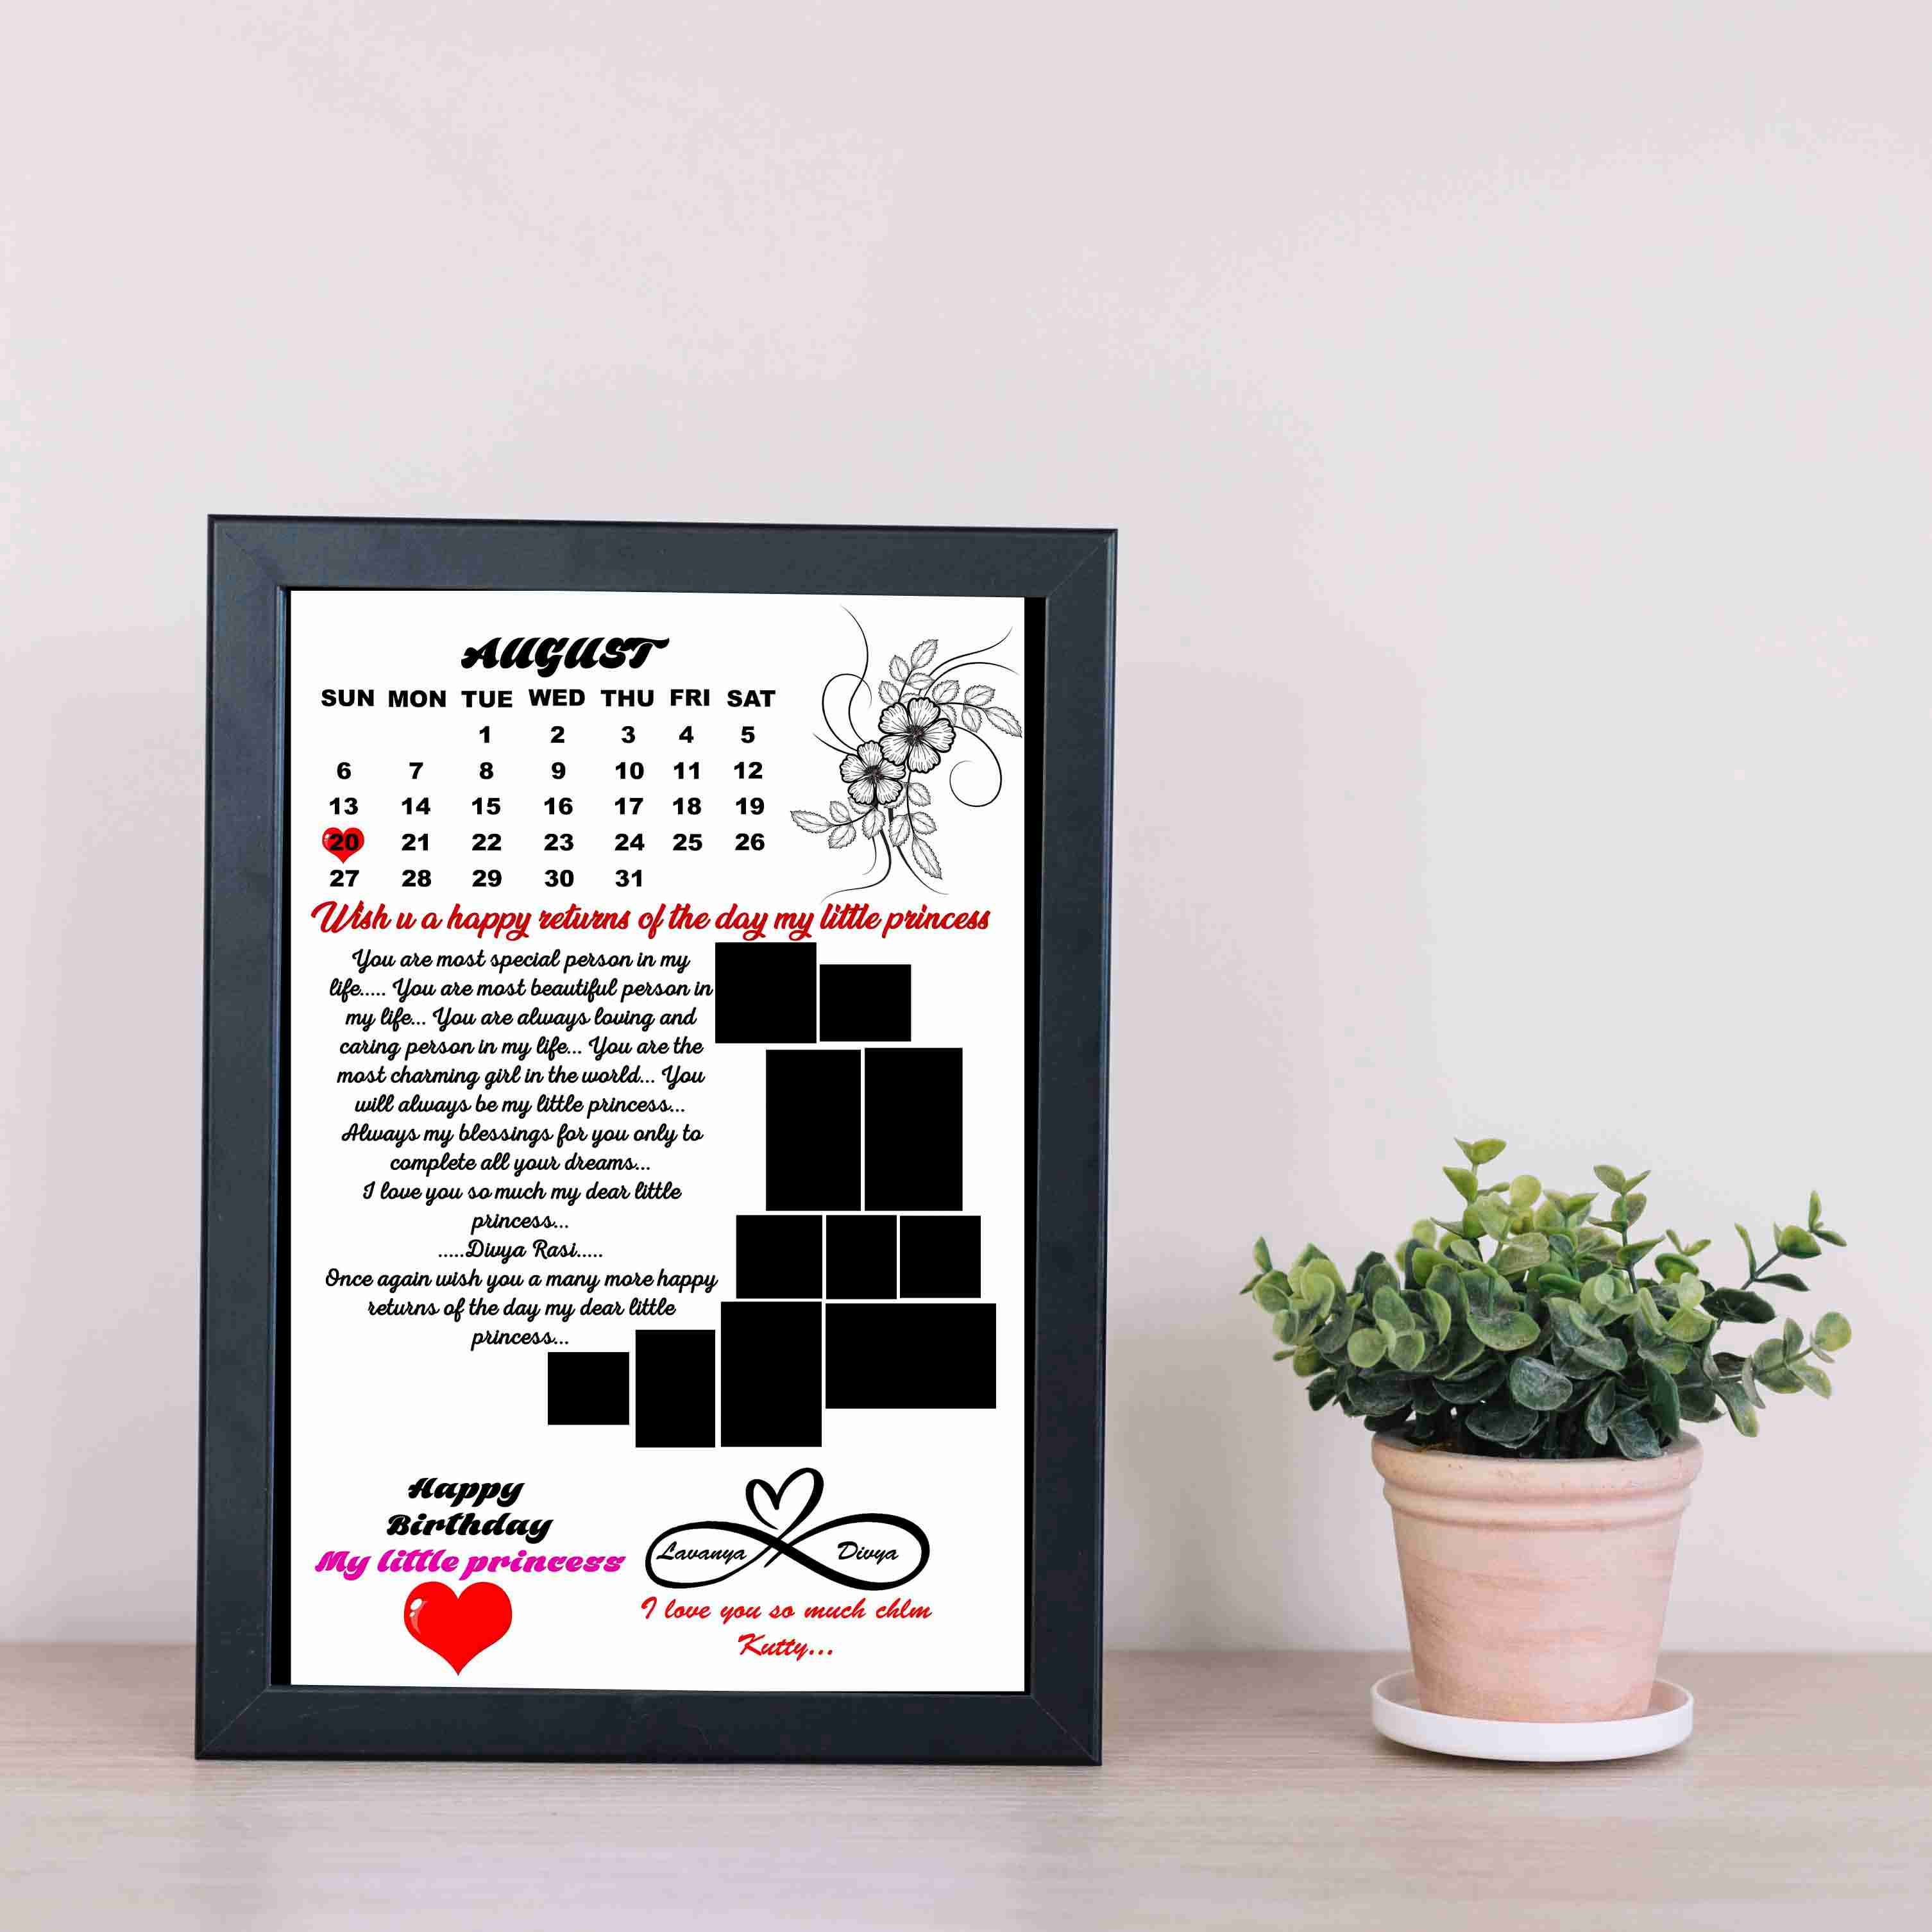 AUGUST
SUN MON TUE WED THU FRI SAT
1 2 3 4 5
6 7 8 9 10 11 12
13 14 15 16 17 18 19
20 21 22 23 24 25 26
27 28 29 30 31
Wish u a happy returns of the day my little princess
You are most special person in my
life..... You are most beautiful person in
my life... You are always loving and
caring person in my life... You are the
most charming girl in the world... You
will always be my little princess...
Always my blessings for you only to
complete all your dreams...
I love you so much my dear little
princess...
.....Divya Rasi.....
Once again wish you a many more happy
returns of the day my dear little
princess...
Happy
Birthday
My little princess
Lavanya Divya
I love you so much chlm
Kutty...